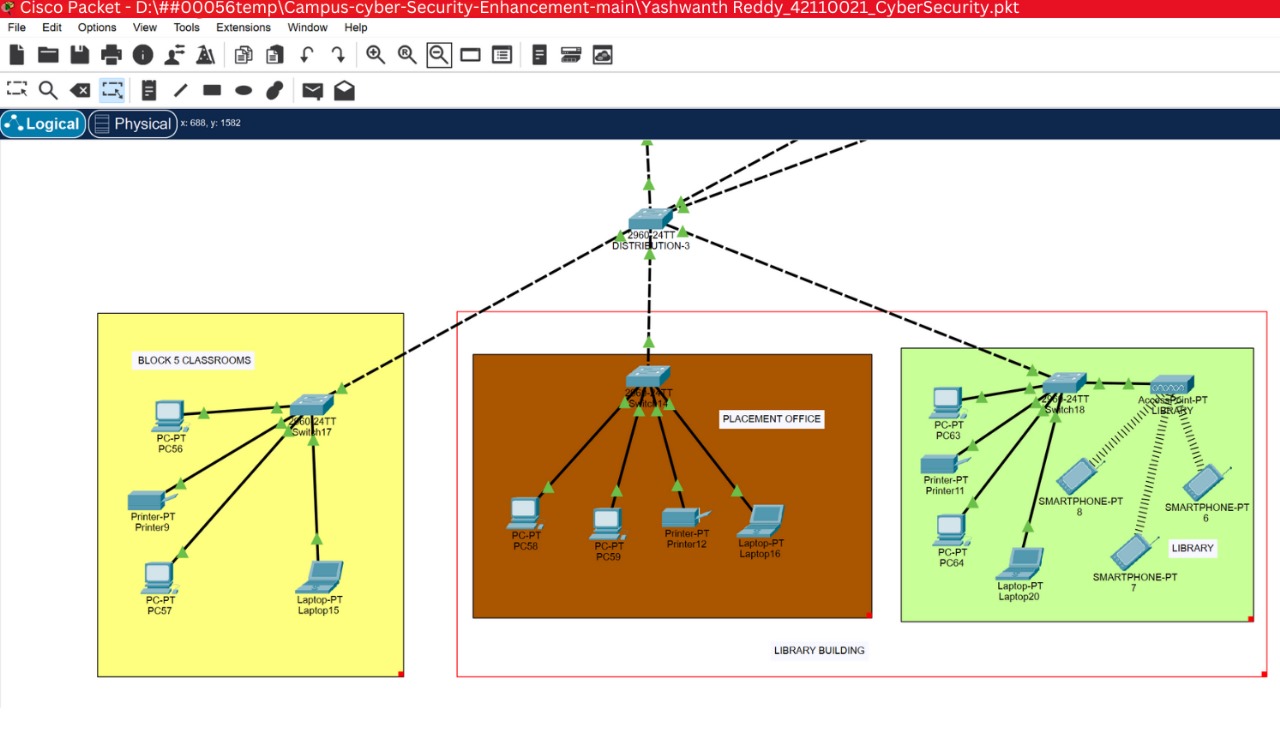 Cisco Packet - D:\##00056temp\Campus-cyber-Security-Enhancement-main\Yashwanth Reddy_42110021_CyberSecurity.pkt
File Edit Options View Tools Extensions Window Help
Logical Physical x: 688, y: 1582
2960-24TT
DISTRIBUTION-3
BLOCK 5 CLASSROOMS
2960-24TT
Switch17
PC-PT
PC56
Printer-PT
Printer9
PC-PT
PC57
Laptop-PT
Laptop15
2960-24TT
Switch14
PLACEMENT OFFICE
PC-PT
PC58
PC-PT
PC59
Printer-PT
Printer12
Laptop-PT
Laptop16
2960-24TT
Switch18
AccessPoint-PT
LIBRARY
PC-PT
PC63
Printer-PT
Printer11
PC-PT
PC64
Laptop-PT
Laptop20
SMARTPHONE-PT
8
SMARTPHONE-PT
6
SMARTPHONE-PT
7
LIBRARY
LIBRARY BUILDING